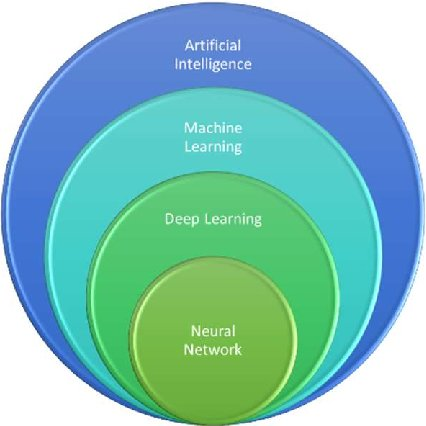 Artificial
Intelligence
Machine
Learning
Deep Learning
Neural
Network